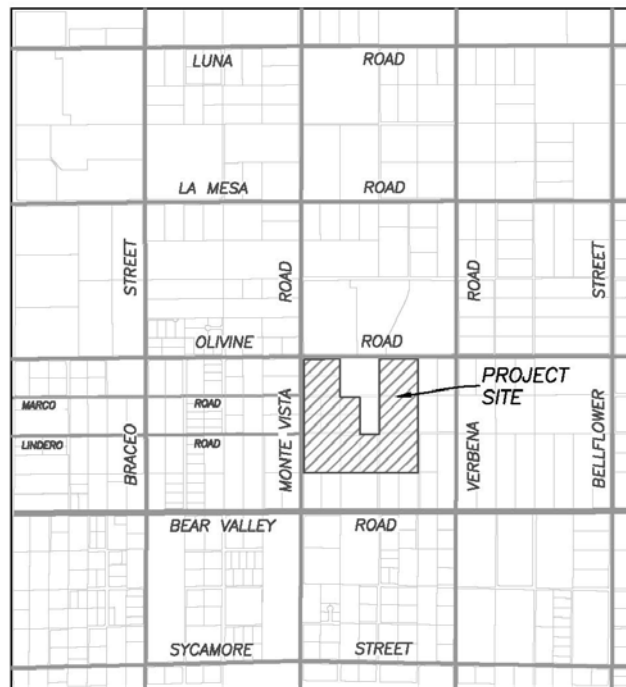 LUNA ROAD
LA MESA ROAD
STREET
ROAD
ROAD
STREET
OLIVINE ROAD
PROJECT
SITE
MARCO ROAD
LINDERO ROAD
BRACEO
MONTE VISTA
VERBENA
BELLFLOWER
BEAR VALLEY ROAD
SYCAMORE STREET